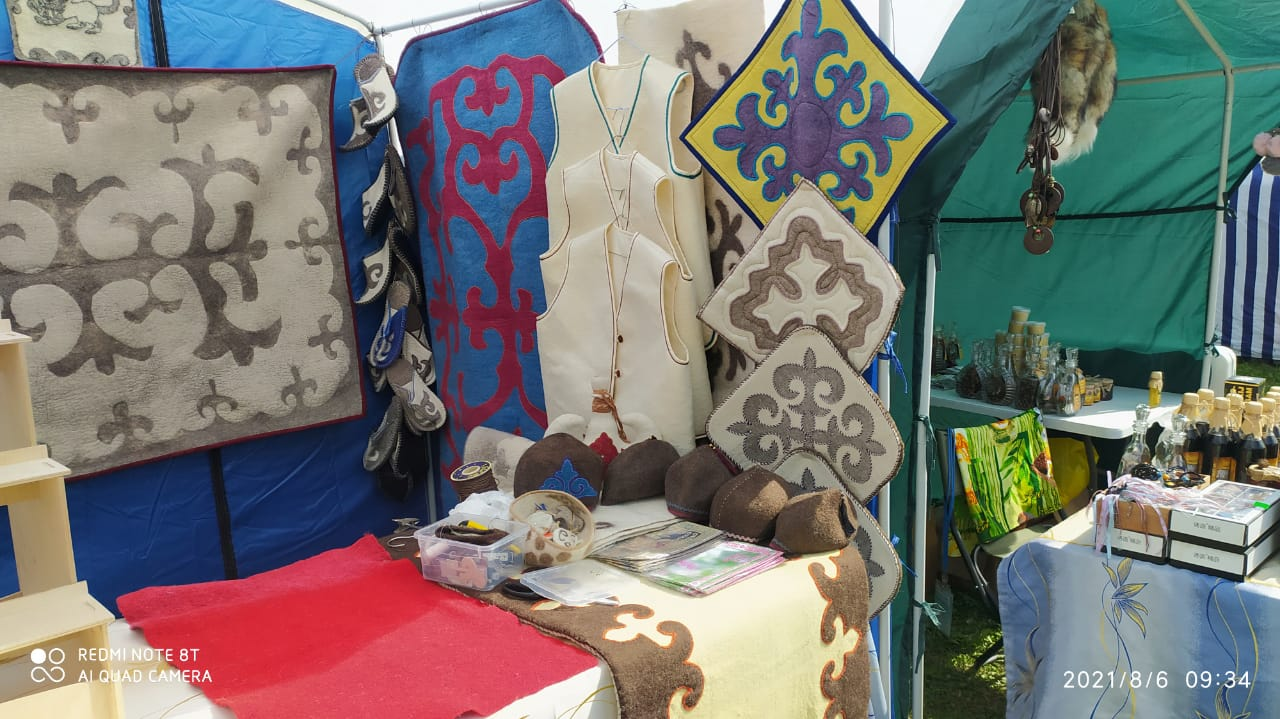 REDMI NOTE 8T
AI QUAD CAMERA
2021/8/6 09:34